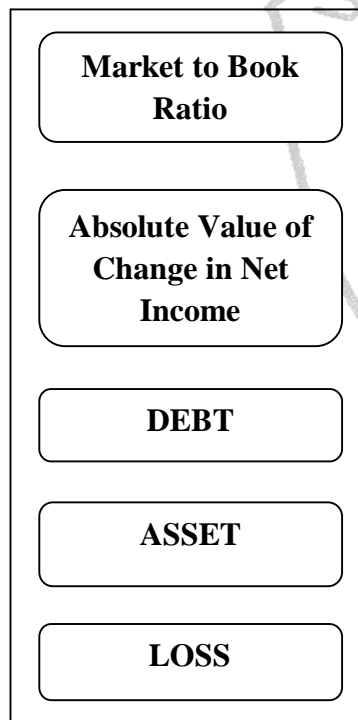 Market to Book
Ratio
Absolute Value of
Change in Net
Income
DEBT
ASSET
LOSS